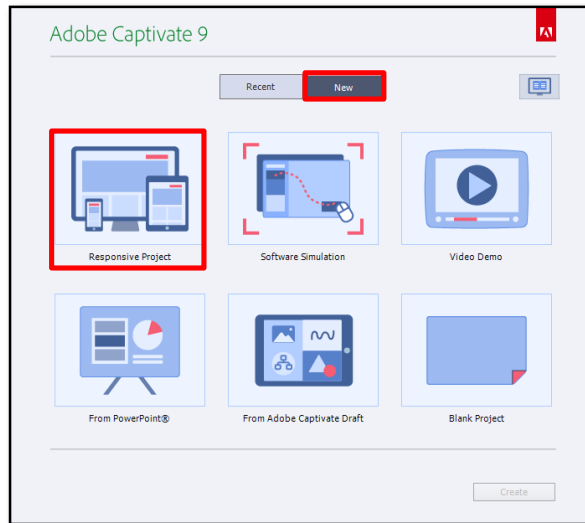 Adobe Captivate 9
Recent
New
Responsive Project
Software Simulation
Video Demo
From PowerPoint®
From Adobe Captivate Draft
Blank Project
Create